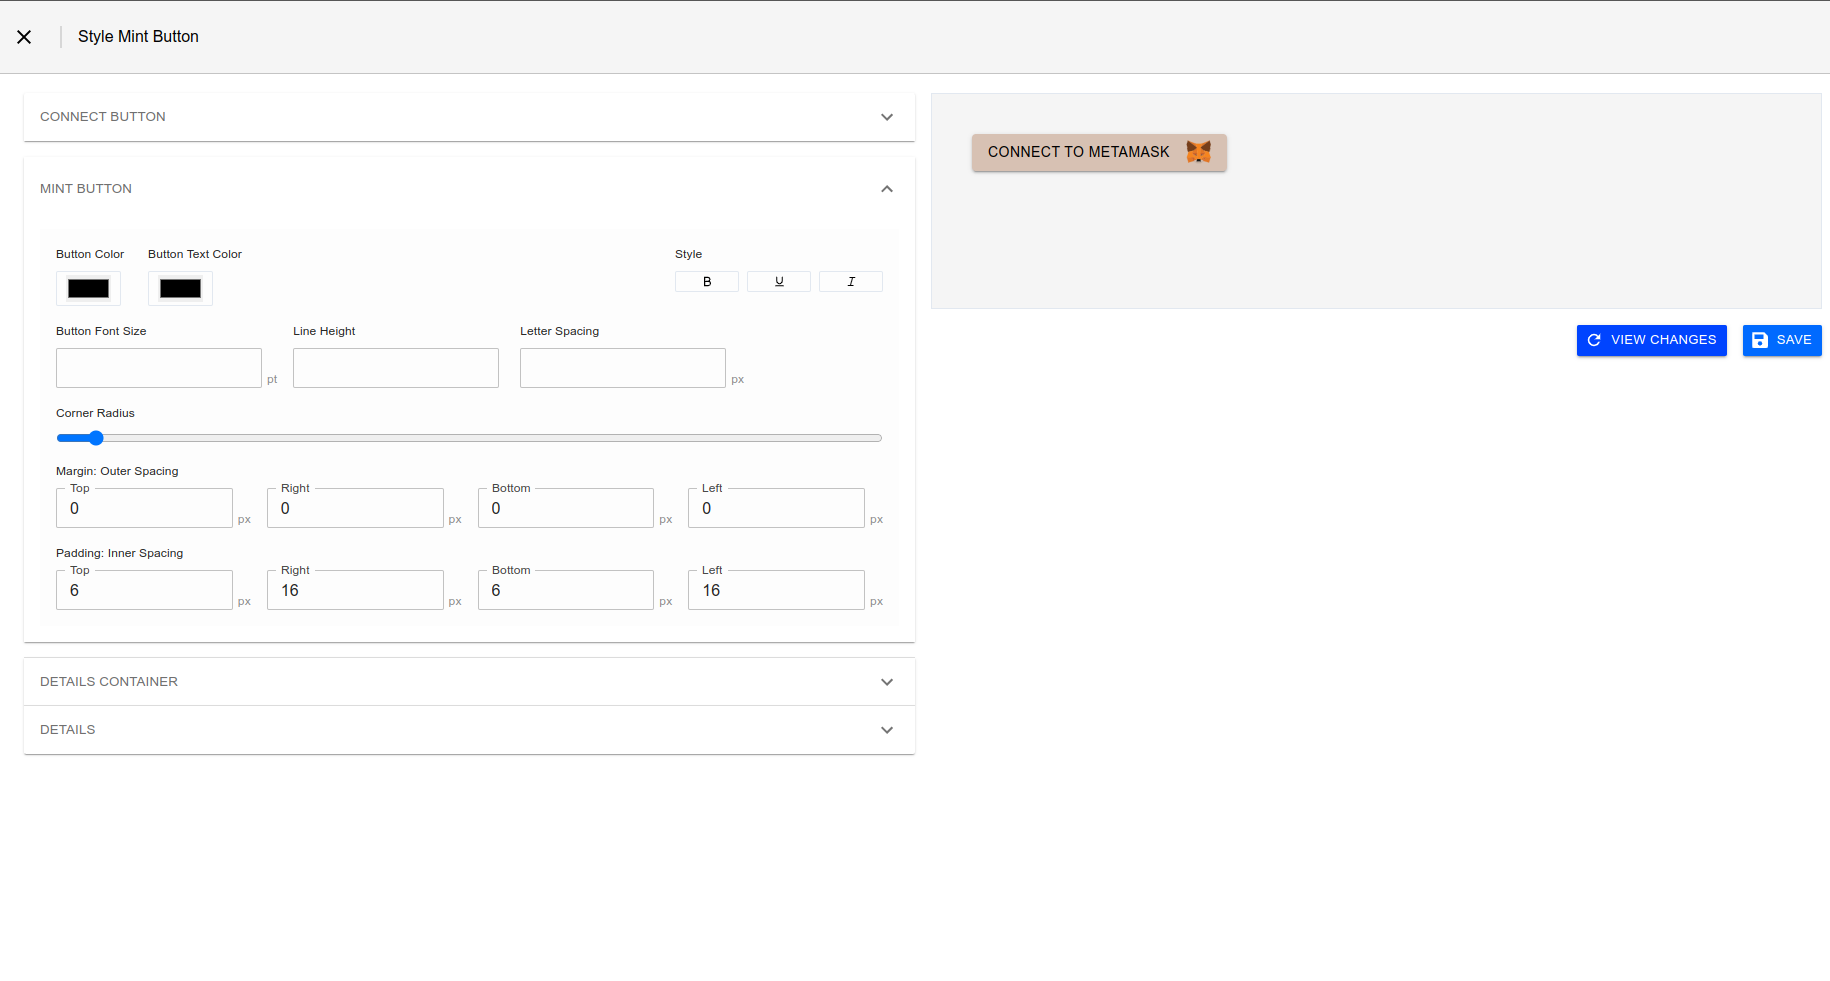 Style Mint Button
CONNECT BUTTON
CONNECT TO METAMASK
MINT BUTTON
Button Color
Button Text Color
Style
B
U
I
Button Font Size
Line Height
Letter Spacing
pt
px
VIEW CHANGES
SAVE
Corner Radius
Margin: Outer Spacing
Top
Right
Bottom
Left
0 px
0 px
0 px
0 px
Padding: Inner Spacing
Top
Right
Bottom
Left
6 px
16 px
6 px
16 px
DETAILS CONTAINER
DETAILS